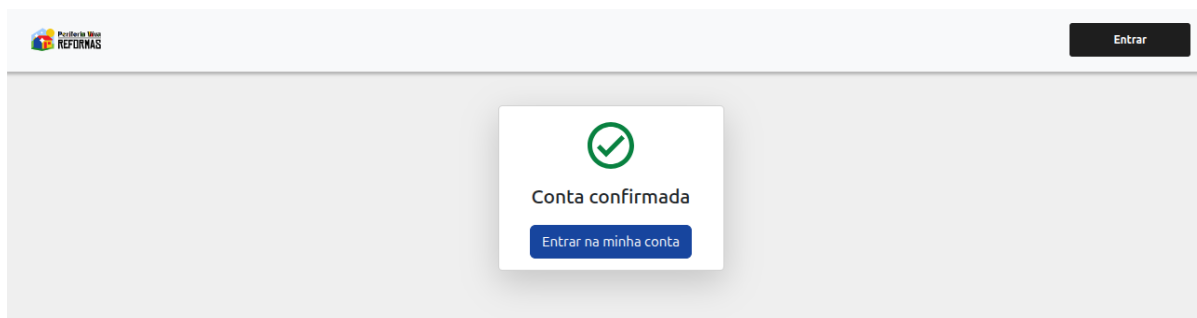 Periferia Viva
REFORMAS
Entrar
Conta confirmada
Entrar na minha conta